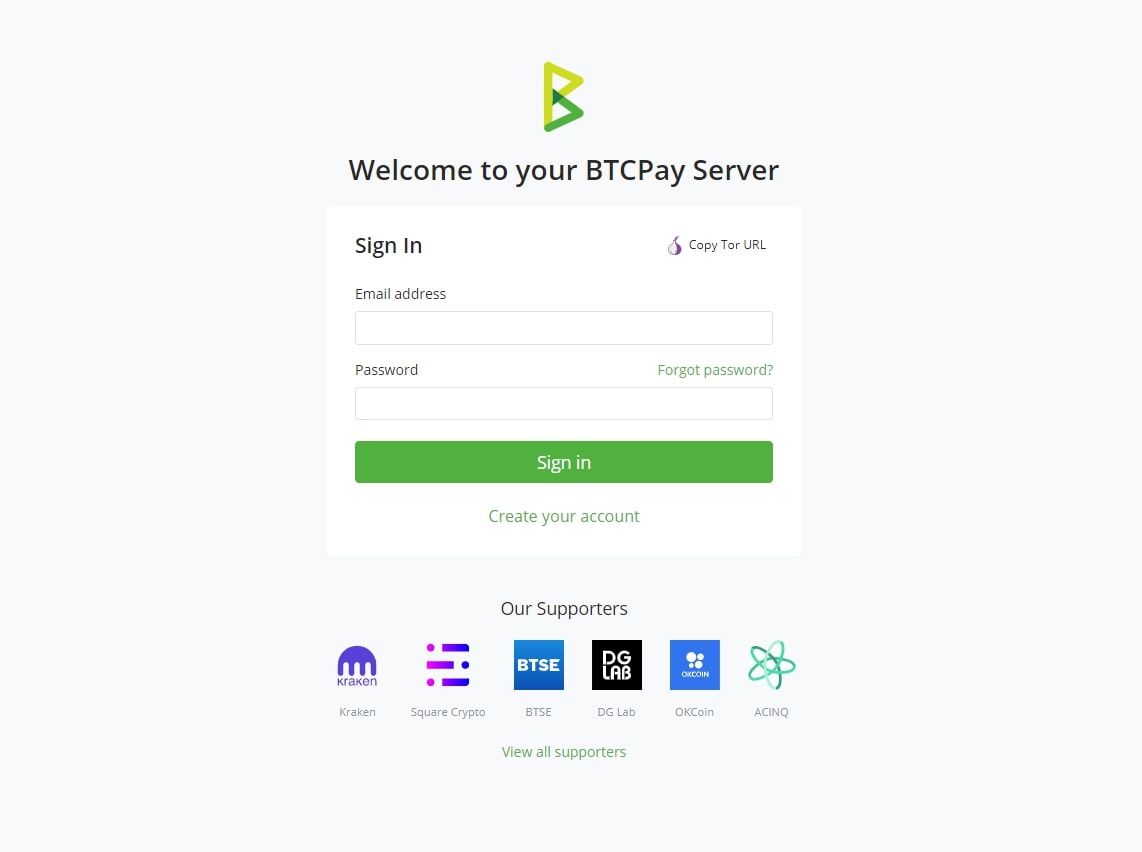 Welcome to your BTCPay Server
Sign In
Copy Tor URL
Email address
Password
Forgot password?
Sign in
Create your account
Our Supporters
kraken
BTSE
DG
LAB
OKCOIN
Kraken
Square Crypto
BTSE
DG Lab
OKCoin
ACINQ
View all supporters